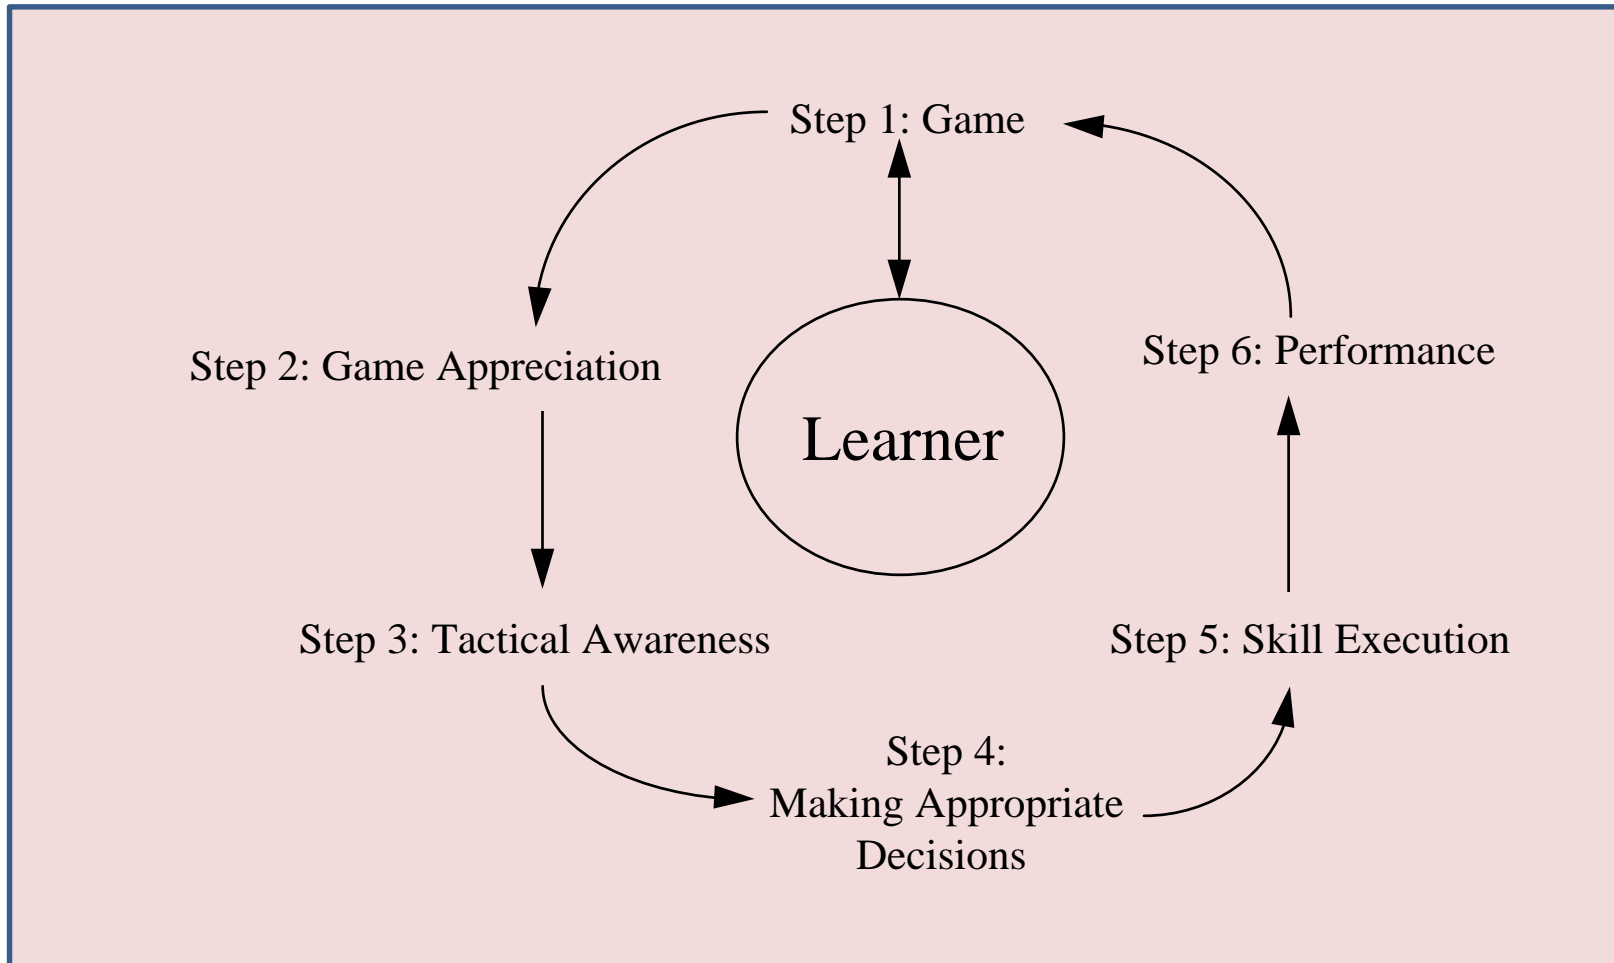 Step 1: Game
Step 2: Game Appreciation
Step 3: Tactical Awareness
Step 4:
Making Appropriate
Decisions
Step 5: Skill Execution
Step 6: Performance
Learner